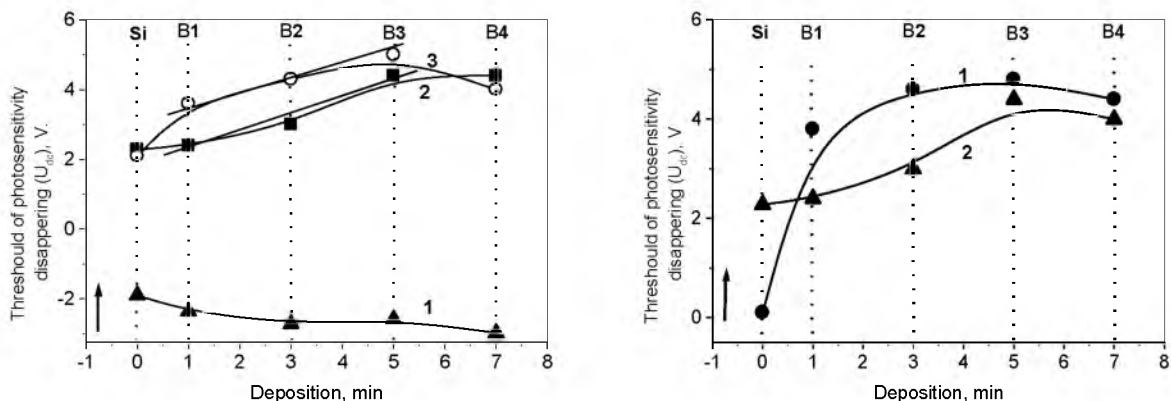 Threshould of photosensitivity
disappering (U_dc), V.
6
4
2
0
-2
Si
B1
B2
B3
B4
3
2
1
-1
0
1
2
3
4
5
6
7
8
Deposition, min
Threshould of photosensitivity
disappering (U_dc), V
6
4
2
0
Si
B1
B2
B3
B4
1
2
-1
0
1
2
3
4
5
6
7
8
Deposition, min